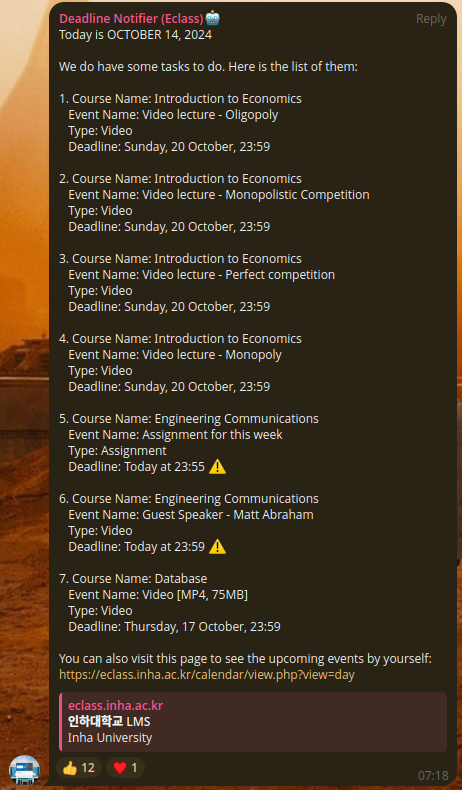 Deadline Notifier (Eclass)🤖 Reply
Today is OCTOBER 14, 2024
We do have some tasks to do. Here is the list of them:
1. Course Name: Introduction to Economics
Event Name: Video lecture - Oligopoly
Type: Video
Deadline: Sunday, 20 October, 23:59
2. Course Name: Introduction to Economics
Event Name: Video lecture - Monopolistic Competition
Type: Video
Deadline: Sunday, 20 October, 23:59
3. Course Name: Introduction to Economics
Event Name: Video lecture - Perfect competition
Type: Video
Deadline: Sunday, 20 October, 23:59
4. Course Name: Introduction to Economics
Event Name: Video lecture - Monopoly
Type: Video
Deadline: Sunday, 20 October, 23:59
5. Course Name: Engineering Communications
Event Name: Assignment for this week
Type: Assignment
Deadline: Today at 23:55 ⚠️
6. Course Name: Engineering Communications
Event Name: Guest Speaker - Matt Abraham
Type: Video
Deadline: Today at 23:59 ⚠️
7. Course Name: Database
Event Name: Video [MP4, 75MB]
Type: Video
Deadline: Thursday, 17 October, 23:59
You can also visit this page to see the upcoming events by yourself:
https://eclass.inha.ac.kr/calendar/view.php?view=day
eclass.inha.ac.kr
인하대학교 LMS
Inha University
👍 12 ❤️ 1
07:18